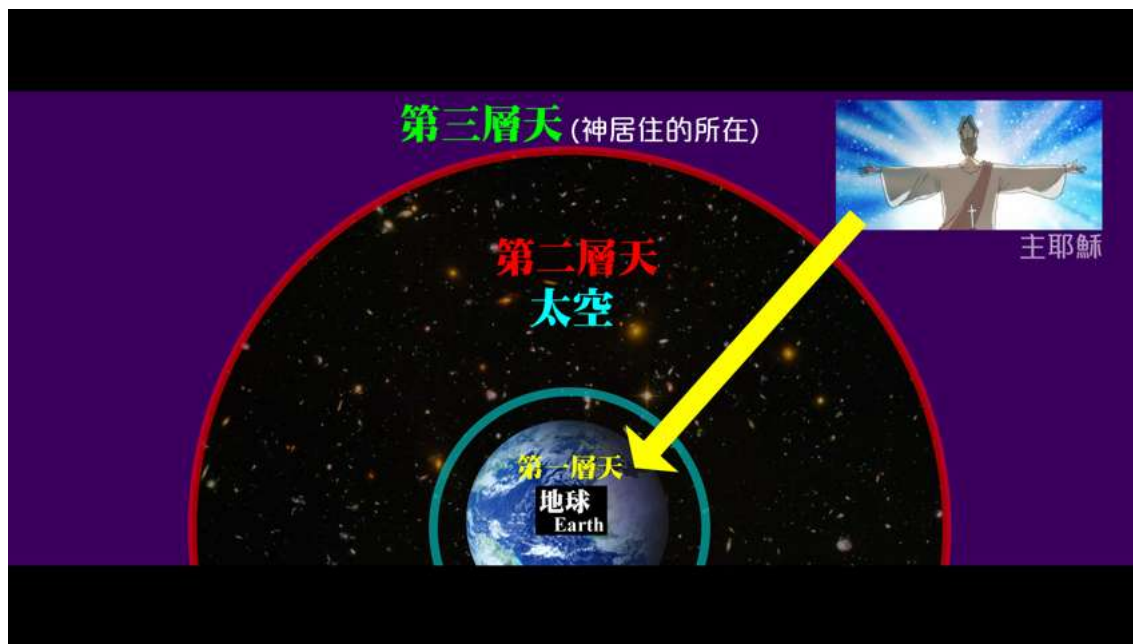 第三層天 (神居住的所在)
主耶穌
第二層天
太空
第一層天
地球
Earth